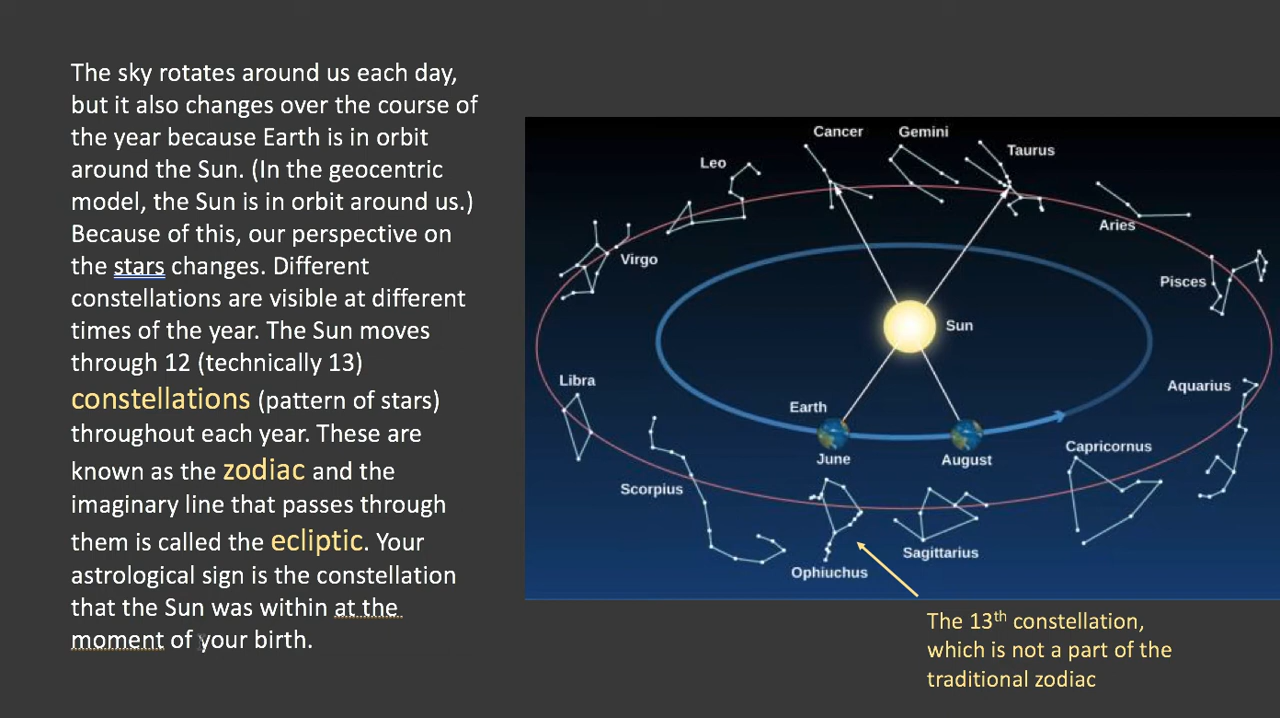 The sky rotates around us each day,
but it also changes over the course of
the year because Earth is in orbit
around the Sun. (In the geocentric
model, the Sun is in orbit around us.)
Because of this, our perspective on
the stars changes. Different
constellations are visible at different
times of the year. The Sun moves
through 12 (technically 13)
constellations (pattern of stars)
throughout each year. These are
known as the zodiac and the
imaginary line that passes through
them is called the ecliptic. Your
astrological sign is the constellation
that the Sun was within at the
moment of your birth.
Cancer
Gemini
Taurus
Leo
Aries
Virgo
Pisces
Sun
Libra
Aquarius
Earth
June
August
Capricornus
Scorpius
Sagittarius
Ophiuchus
The 13th constellation,
which is not a part of the
traditional zodiac